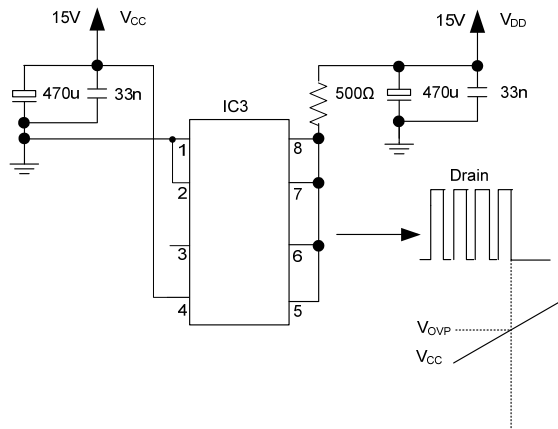 15V VCC
15V VDD
470u 33n
IC3
500Ω 470u 33n
1 8
2 7
3 6
4 5
Drain
VOVP
VCC